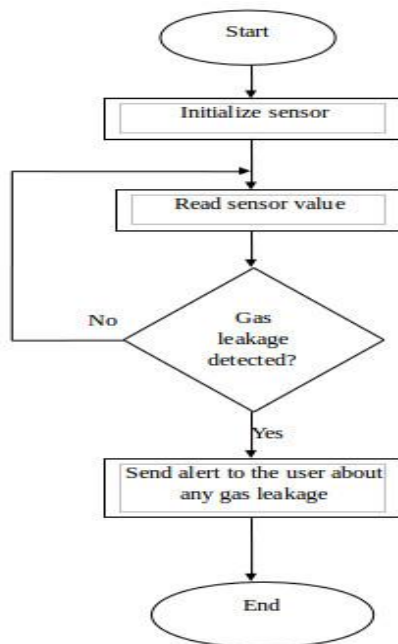 Start
Initialize sensor
Read sensor value
No
Gas
leakage
detected?
Yes
Send alert to the user about
any gas leakage
End